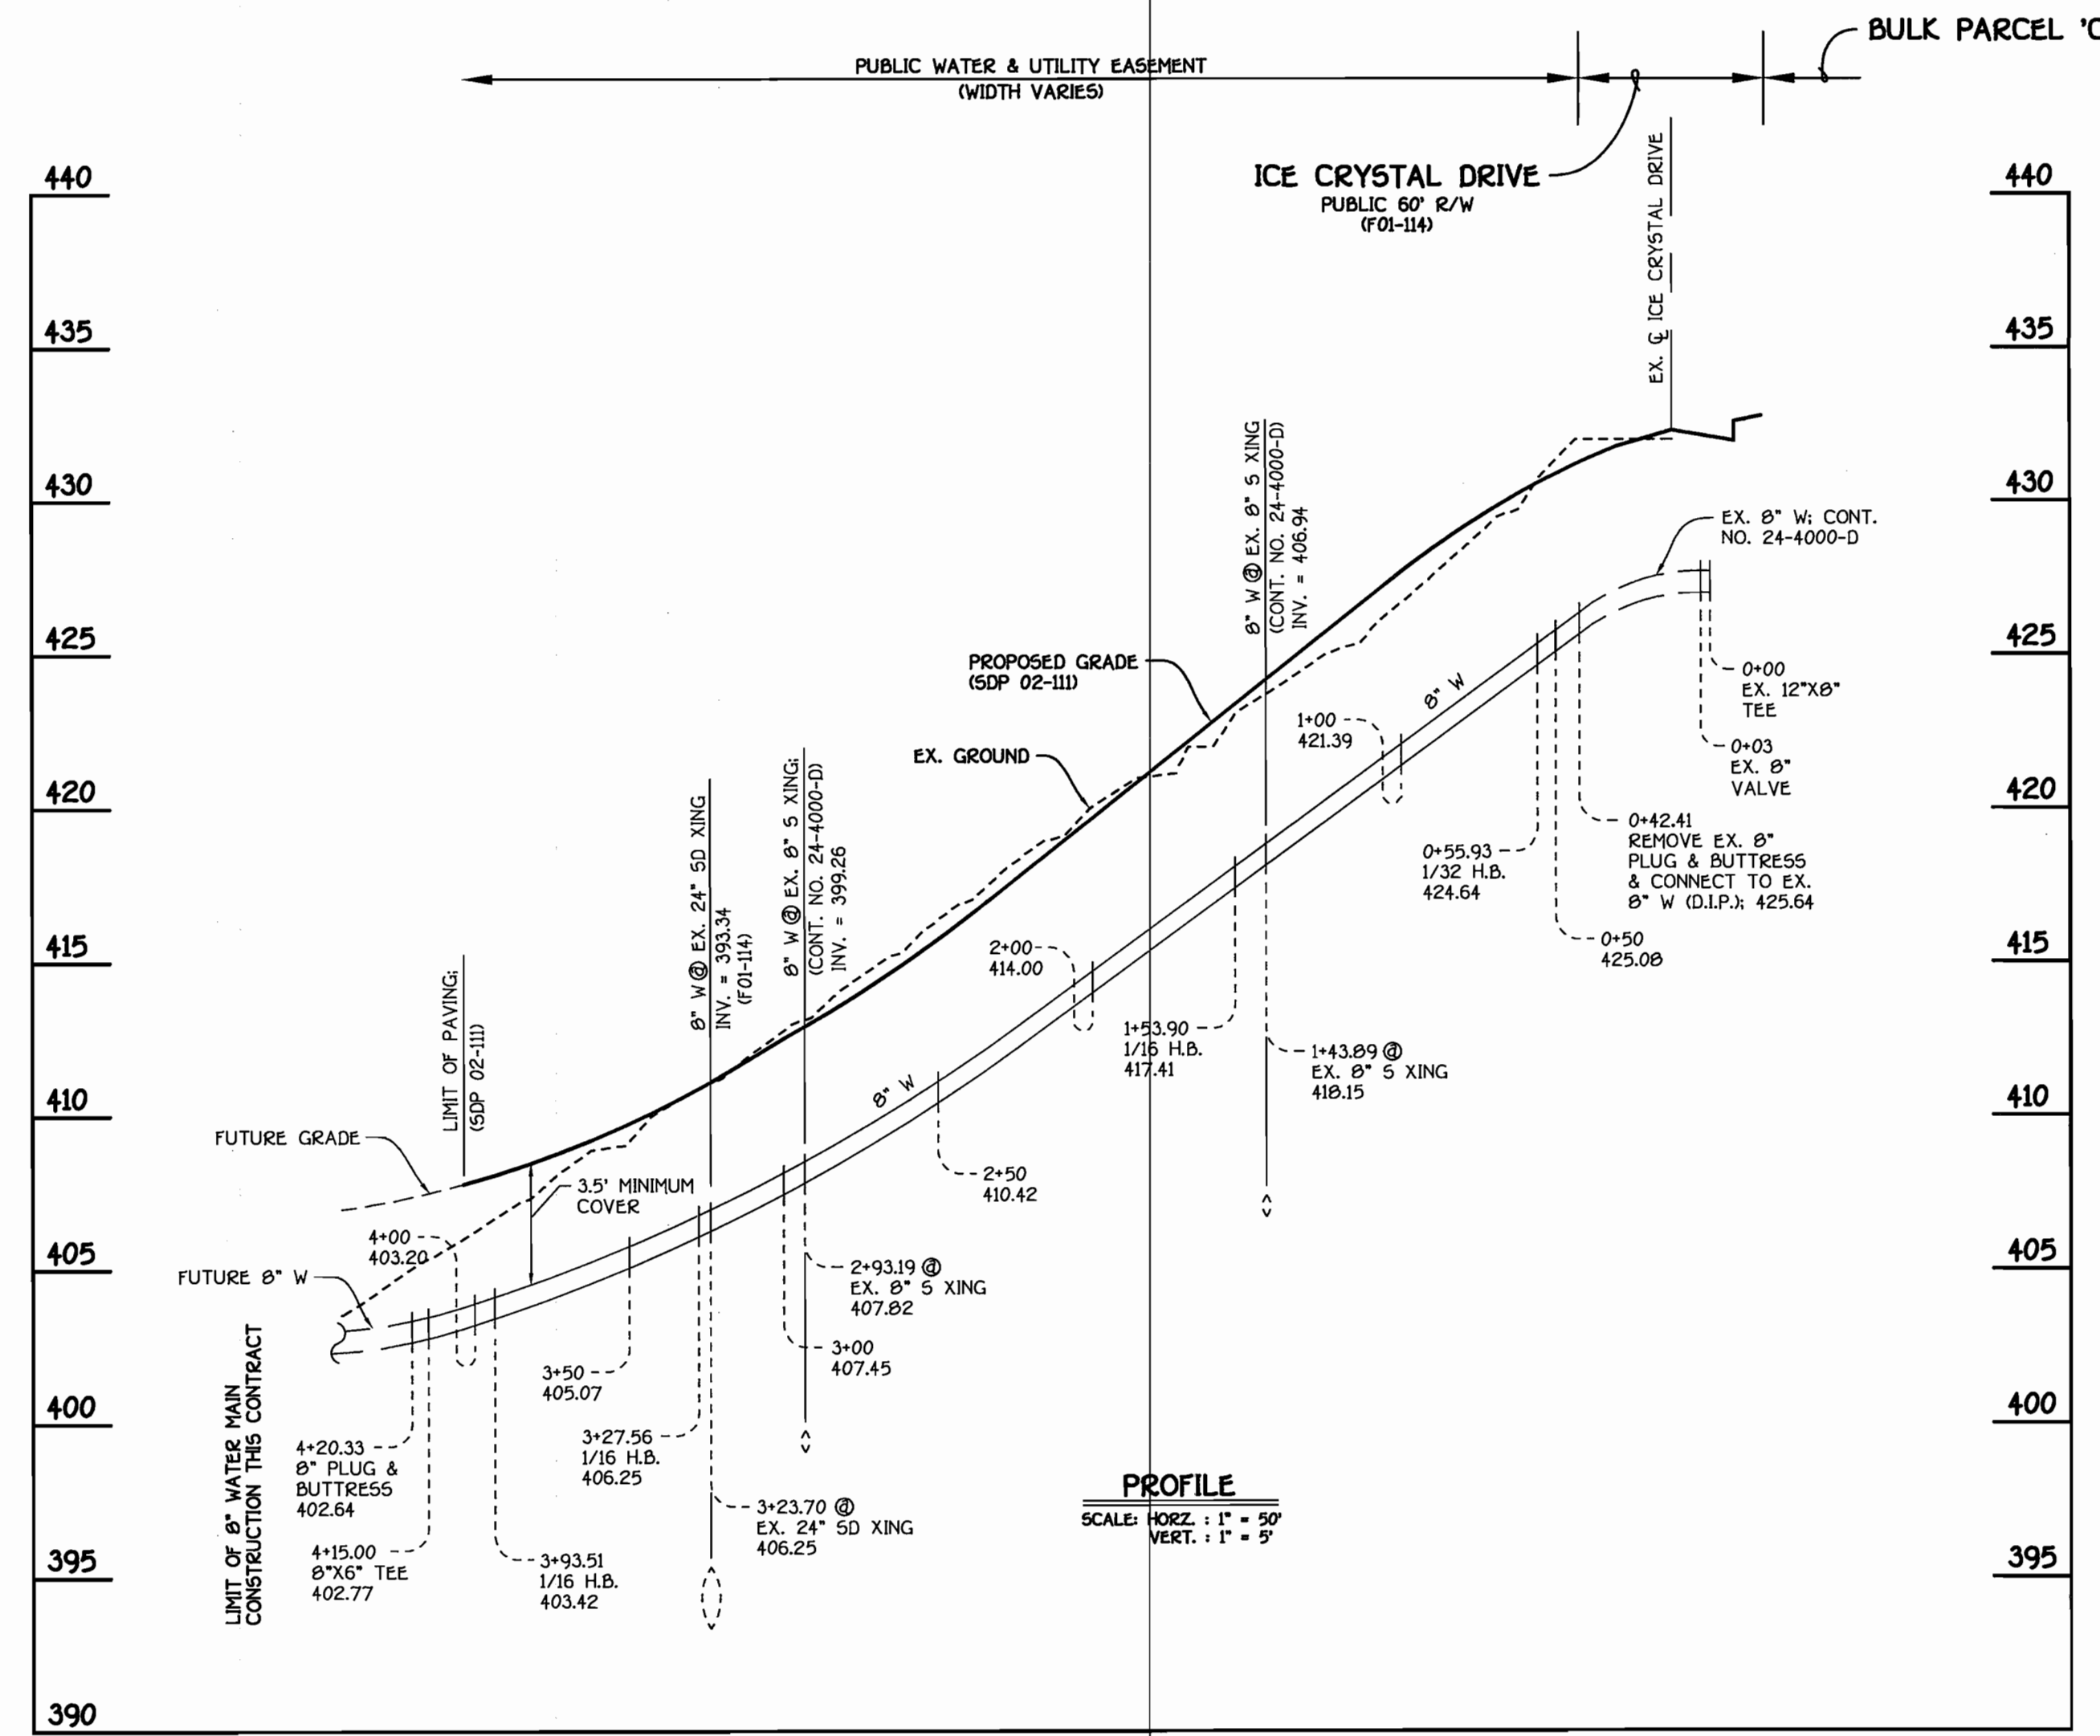 BULK PARCEL 'C
PUBLIC WATER & UTILITY EASEMENT
(WIDTH VARIES)
ICE CRYSTAL DRIVE
PUBLIC 60' R/W
(F01-114)
EX. ℄ ICE CRYSTAL DRIVE
440
435
430
425
420
415
410
405
400
395
390
440
435
430
425
420
415
410
405
400
395
8" W @ EX. 8" S XING
(CONT. NO. 24-4000-D)
INV. = 406.94
EX. 8" W; CONT.
NO. 24-4000-D
PROPOSED GRADE
(SDP 02-111)
EX. GROUND
8" W @ EX. 24" SD XING
INV. = 393.34
(F01-114)
8" W @ EX. 8" S XING;
(CONT. NO. 24-4000-D)
INV. = 399.26
LIMIT OF PAVING;
(SDP 02-111)
FUTURE GRADE
FUTURE 8" W
3.5' MINIMUM
COVER
8" W
8" W
0+00
EX. 12"X8"
TEE
0+03
EX. 8"
VALVE
0+42.41
REMOVE EX. 8"
PLUG & BUTTRESS
& CONNECT TO EX.
8" W (D.I.P.); 425.64
0+50
425.08
0+55.93
1/32 H.B.
424.64
1+00
421.39
1+43.89 @
EX. 8" S XING
418.15
1+53.90
1/16 H.B.
417.41
2+00
414.00
2+50
410.42
2+93.19 @
EX. 8" S XING
407.82
3+00
407.45
3+23.70 @
EX. 24" SD XING
406.25
3+27.56
1/16 H.B.
406.25
3+50
405.07
3+93.51
1/16 H.B.
403.42
4+00
403.20
4+15.00
8"X6" TEE
402.77
4+20.33
8" PLUG &
BUTTRESS
402.64
LIMIT OF 8" WATER MAIN
CONSTRUCTION THIS CONTRACT
PROFILE
SCALE: HORZ. : 1" = 50'
VERT. : 1" = 5'